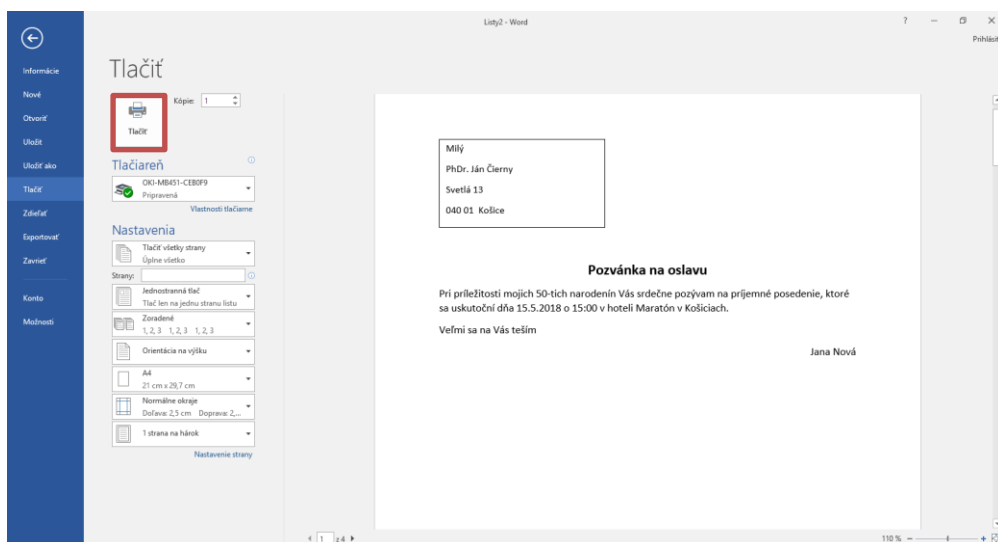 Listy2 - Word
?
Prihlásiť
Informácie
Nové
Otvoriť
Uložiť
Uložiť ako
Tlačiť
Zdieľať
Exportovať
Zavrieť
Konto
Možnosti
Tlačiť
Kópie: 1
Tlačiť
Tlačiareň
OKI-MB451-CEB0F9
Pripravená
Vlastnosti tlačiarne
Nastavenia
Tlačiť všetky strany
Úplne všetko
Strany:
Jednostranná tlač
Tlač len na jednu stranu listu
Zoradené
1, 2, 3 1, 2, 3 1, 2, 3
Orientácia na výšku
A4
21 cm x 29,7 cm
Normálne okraje
Doľava: 2,5 cm Doprava: 2,...
1 strana na hárok
Nastavenie strany
Milý
PhDr. Ján Čierny
Svetlá 13
040 01 Košice
Pozvánka na oslavu
Pri príležitosti mojich 50-tich narodenín Vás srdečne pozývam na príjemné posedenie, ktoré
sa uskutoční dňa 15.5.2018 o 15:00 v hoteli Maratón v Košiciach.
Veľmi sa na Vás teším
Jana Nová
1 z 4
110 %